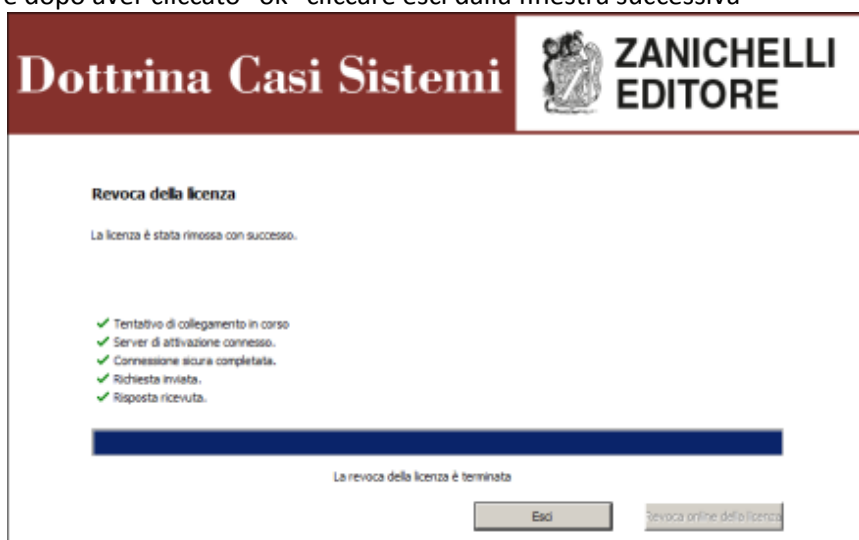 e dopo aver cliccato "ok" cliccare esci dalla finestra successiva
Dottrina Casi Sistemi
ZANICHELLI
EDITORE
Revoca della licenza
La licenza è stata rimossa con successo.
Tentativo di collegamento in corso
Server di attivazione connesso.
Connessione sicura completata.
Richiesta inviata.
Risposta ricevuta.
La revoca della licenza è terminata
Esci
Revoca online della licenza